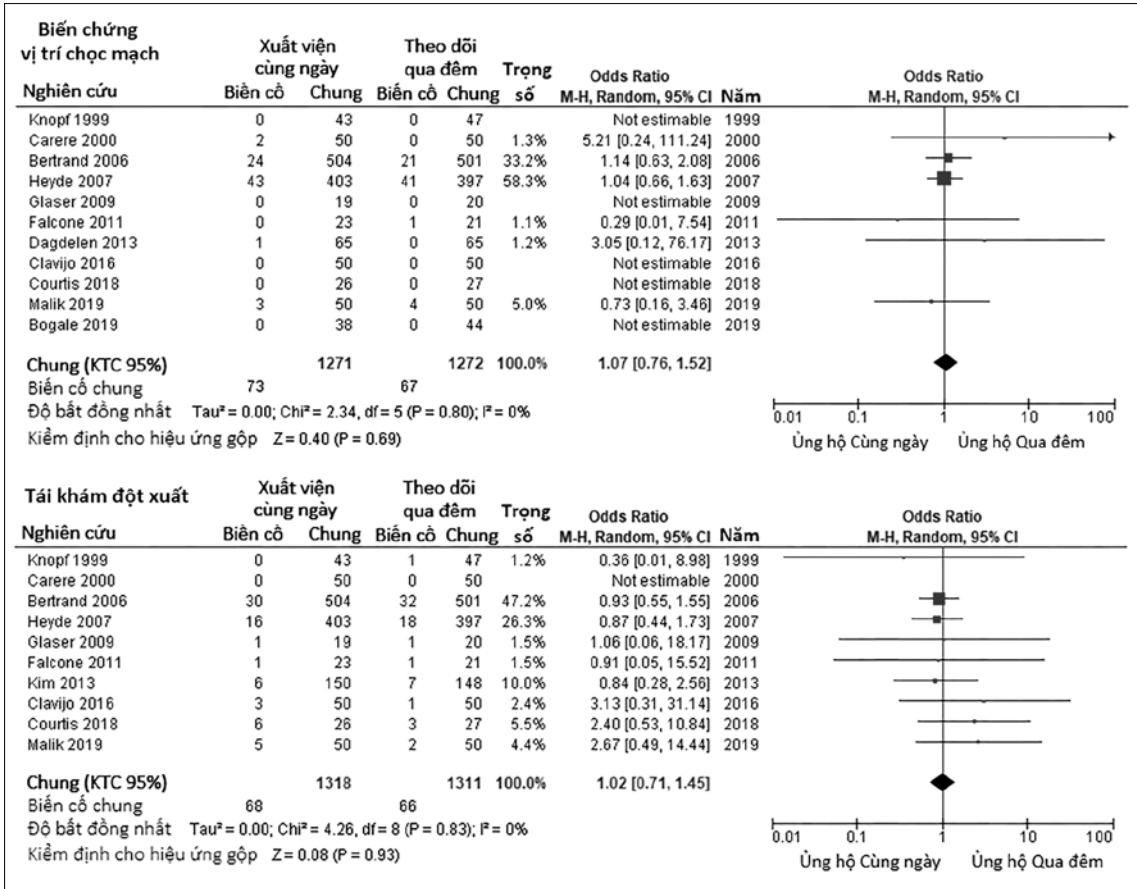 Biến chứng
vị trí chọc mạch
Xuất viện
cùng ngày
Theo dõi
qua đêm
Trọng
số
Odds Ratio
Odds Ratio
Nghiên cứu Biến cố Chung Biến cố Chung M-H, Random, 95% CI Năm M-H, Random, 95% CI
Knopf 1999 0 43 0 47 Not estimable 1999
Carere 2000 2 50 0 50 1.3% 5.21 [0.24, 111.24] 2000
Bertrand 2006 24 504 21 501 33.2% 1.14 [0.63, 2.08] 2006
Heyde 2007 43 403 41 397 58.3% 1.04 [0.66, 1.63] 2007
Glaser 2009 0 19 0 20 Not estimable 2009
Falcone 2011 0 23 1 21 1.1% 0.29 [0.01, 7.54] 2011
Dagdelen 2013 1 65 0 65 1.2% 3.05 [0.12, 76.17] 2013
Clavijo 2016 0 50 0 50 Not estimable 2016
Courtis 2018 0 26 0 27 Not estimable 2018
Malik 2019 3 50 4 50 5.0% 0.73 [0.16, 3.46] 2019
Bogale 2019 0 38 0 44 Not estimable 2019
Chung (KTC 95%) 1271 1272 100.0% 1.07 [0.76, 1.52]
Biến cố chung 73 67
Độ bất đồng nhất Tau² = 0.00; Chi² = 2.34, df = 5 (P = 0.80); I² = 0%
Kiểm định cho hiệu ứng gộp Z = 0.40 (P = 0.69)
0.01 0.1 1 10 100
Ủng hộ Cùng ngày Ủng hộ Qua đêm
Tái khám đột xuất
Xuất viện
cùng ngày
Theo dõi
qua đêm
Trọng
số
Odds Ratio
Odds Ratio
Nghiên cứu Biến cố Chung Biến cố Chung M-H, Random, 95% CI Năm M-H, Random, 95% CI
Knopf 1999 0 43 1 47 1.2% 0.36 [0.01, 8.98] 1999
Carere 2000 0 50 0 50 Not estimable 2000
Bertrand 2006 30 504 32 501 47.2% 0.93 [0.55, 1.55] 2006
Heyde 2007 16 403 18 397 26.3% 0.87 [0.44, 1.73] 2007
Glaser 2009 1 19 1 20 1.5% 1.06 [0.06, 18.17] 2009
Falcone 2011 1 23 1 21 1.5% 0.91 [0.05, 15.52] 2011
Kim 2013 6 150 7 148 10.0% 0.84 [0.28, 2.56] 2013
Clavijo 2016 3 50 1 50 2.4% 3.13 [0.31, 31.14] 2016
Courtis 2018 6 26 3 27 5.5% 2.40 [0.53, 10.84] 2018
Malik 2019 5 50 2 50 4.4% 2.67 [0.49, 14.44] 2019
Chung (KTC 95%) 1318 1311 100.0% 1.02 [0.71, 1.45]
Biến cố chung 68 66
Độ bất đồng nhất Tau² = 0.00; Chi² = 4.26, df = 8 (P = 0.83); I² = 0%
Kiểm định cho hiệu ứng gộp Z = 0.08 (P = 0.93)
0.01 0.1 1 10 100
Ủng hộ Cùng ngày Ủng hộ Qua đêm